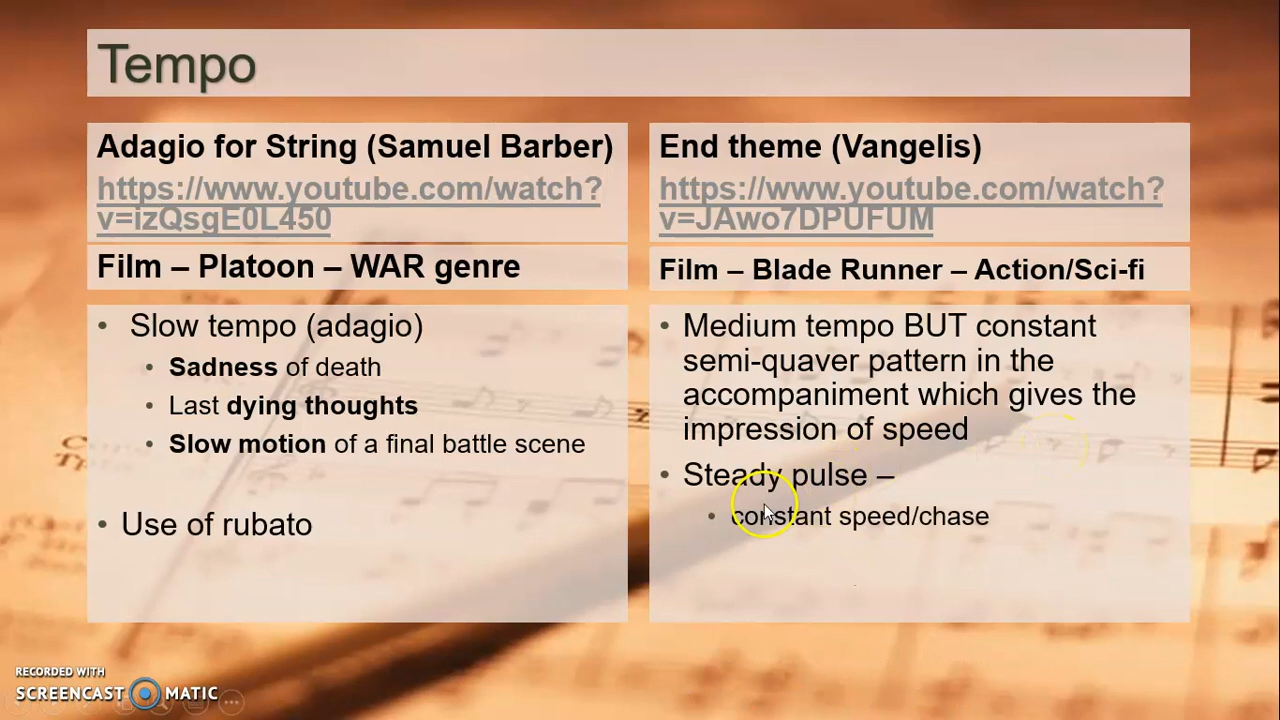 Tempo
Adagio for String (Samuel Barber)
https://www.youtube.com/watch?
v=izQsgE0L450
Film – Platoon – WAR genre
• Slow tempo (adagio)
• Sadness of death
• Last dying thoughts
• Slow motion of a final battle scene
• Use of rubato
End theme (Vangelis)
https://www.youtube.com/watch?
v=JAwo7DPUFUM
Film – Blade Runner – Action/Sci-fi
• Medium tempo BUT constant
semi-quaver pattern in the
accompaniment which gives the
impression of speed
• Steady pulse –
• constant speed/chase
RECORDED WITH
SCREENCAST MATIC